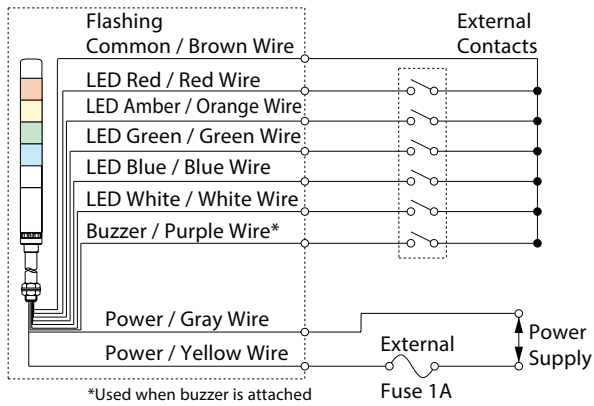 Flashing
Common / Brown Wire
External
Contacts
LED Red / Red Wire
LED Amber / Orange Wire
LED Green / Green Wire
LED Blue / Blue Wire
LED White / White Wire
Buzzer / Purple Wire*
Power / Gray Wire
Power / Yellow Wire
External
Fuse 1A
Power
Supply
*Used when buzzer is attached